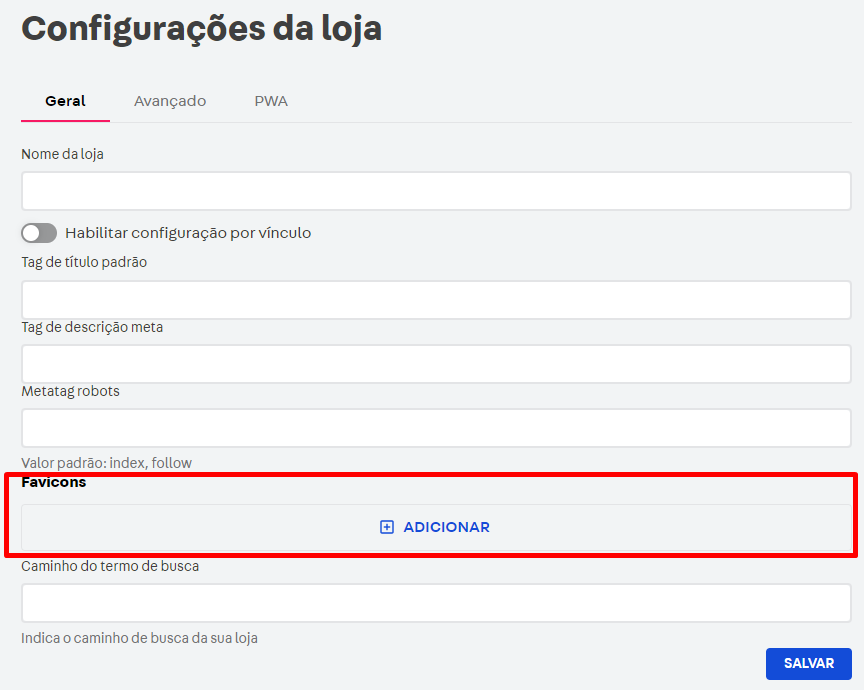 Configurações da loja
Geral Avançado PWA
Nome da loja
Habilitar configuração por vínculo
Tag de título padrão
Tag de descrição meta
Metatag robots
Valor padrão: index, follow
Favicons
ADICIONAR
Caminho do termo de busca
Indica o caminho de busca da sua loja
SALVAR